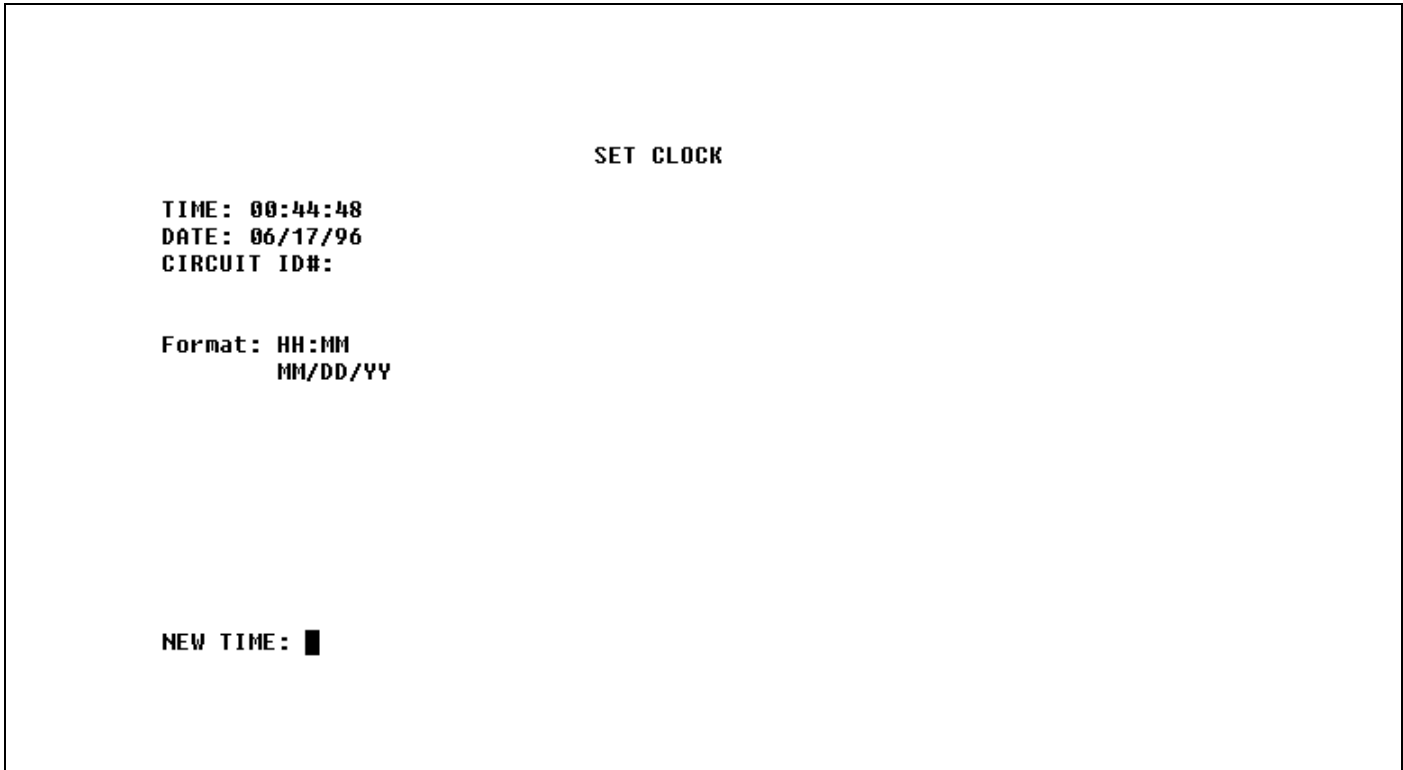 SET CLOCK
TIME: 00:44:48
DATE: 06/17/96
CIRCUIT ID#:
Format: HH:MM
MM/DD/YY
NEW TIME: